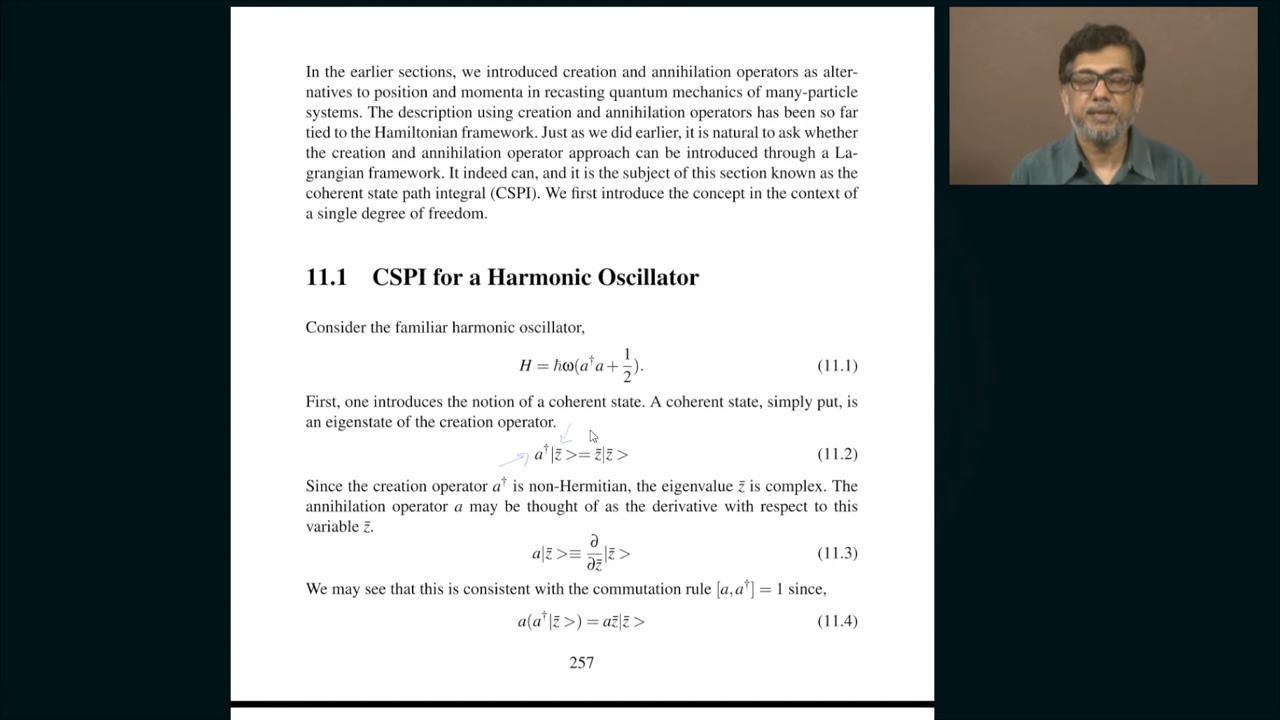 In the earlier sections, we introduced creation and annihilation operators as alter-
natives to position and momenta in recasting quantum mechanics of many-particle
systems. The description using creation and annihilation operators has been so far
tied to the Hamiltonian framework. Just as we did earlier, it is natural to ask whether
the creation and annihilation operator approach can be introduced through a La-
grangian framework. It indeed can, and it is the subject of this section known as the
coherent state path integral (CSPI). We first introduce the concept in the context of
a single degree of freedom.
11.1 CSPI for a Harmonic Oscillator
Consider the familiar harmonic oscillator,
H = ħω(a†a + 1/2). (11.1)
First, one introduces the notion of a coherent state. A coherent state, simply put, is
an eigenstate of the creation operator.
a†|z̄ >= z̄|z̄ > (11.2)
Since the creation operator a† is non-Hermitian, the eigenvalue z̄ is complex. The
annihilation operator a may be thought of as the derivative with respect to this
variable z̄.
a|z̄ >≡ ∂/∂z̄ |z̄ > (11.3)
We may see that this is consistent with the commutation rule [a, a†] = 1 since,
a(a†|z̄ >) = az̄|z̄ > (11.4)
257